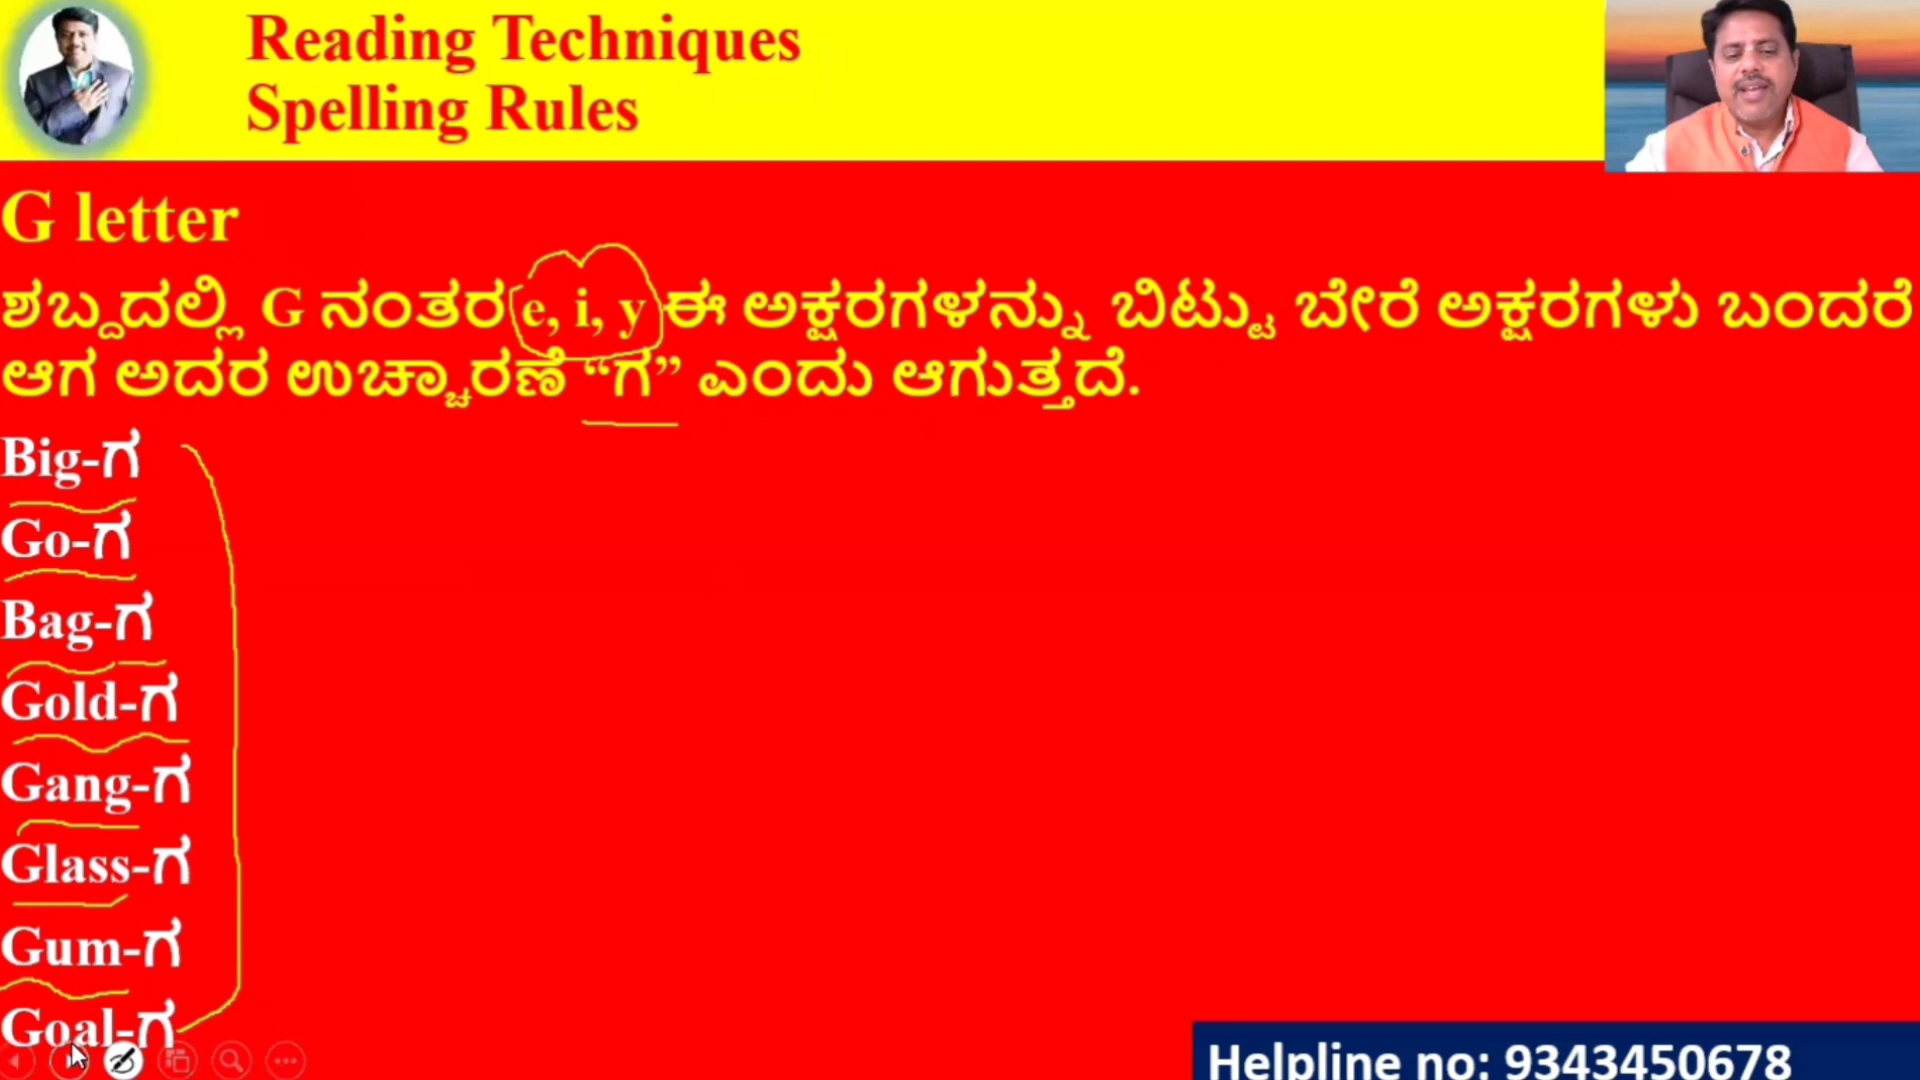 Reading Techniques
Spelling Rules
G letter
ಶಬ್ದದಲ್ಲಿ G ನಂತರ e, i, y ಈ ಅಕ್ಷರಗಳನ್ನು ಬಿಟ್ಟು ಬೇರೆ ಅಕ್ಷರಗಳು ಬಂದರೆ
ಆಗ ಅದರ ಉಚ್ಚಾರಣೆ “ಗ” ಎಂದು ಆಗುತ್ತದೆ.
Big-ಗ
Go-ಗ
Bag-ಗ
Gold-ಗ
Gang-ಗ
Glass-ಗ
Gum-ಗ
Goal-ಗ
Helpline no: 9343450678